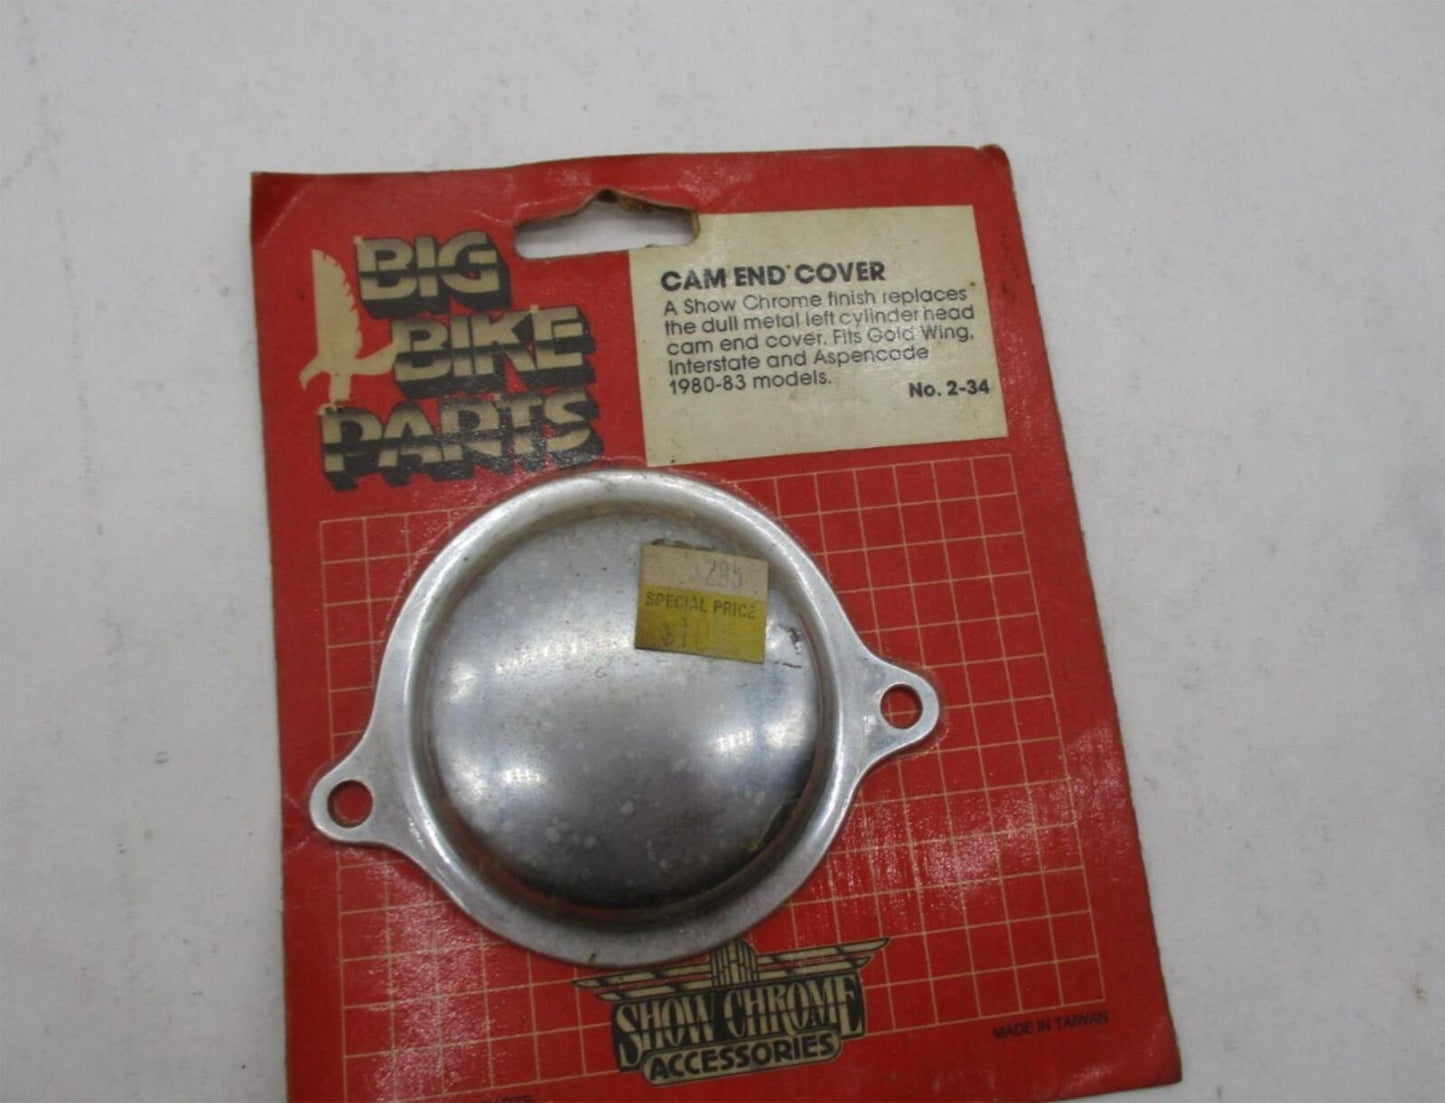 BIG
BIKE
PARTS
CAM END COVER
A Show Chrome finish replaces
the dull metal left cylinder head
cam end cover. Fits Gold Wing,
Interstate and Aspencade
1980-83 models.
No. 2-34
295
SPECIAL PRICE
$10
SHOW CHROME
ACCESSORIES
MADE IN TAIWAN